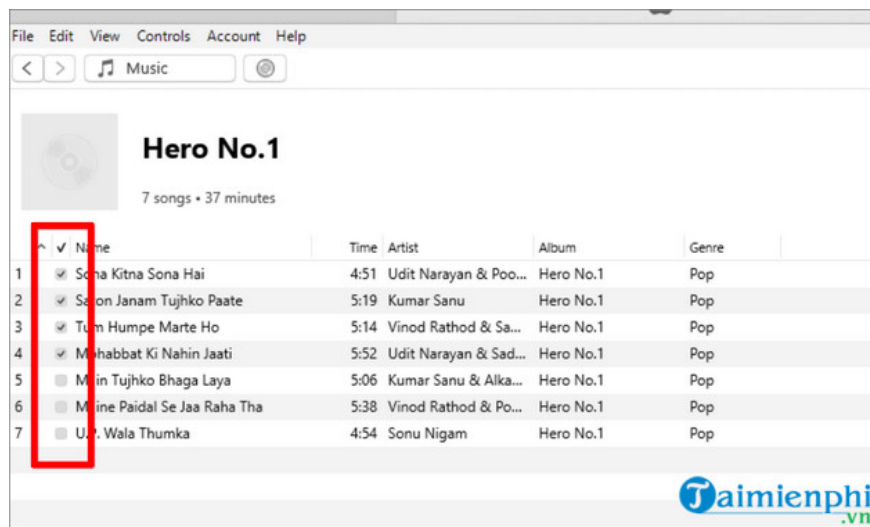 File Edit View Controls Account Help
Music
Hero No.1
7 songs • 37 minutes
Name Time Artist Album Genre
1 Sona Kitna Sona Hai 4:51 Udit Narayan & Poo... Hero No.1 Pop
2 Saton Janam Tujhko Paate 5:19 Kumar Sanu Hero No.1 Pop
3 Tum Humpe Marte Ho 5:14 Vinod Rathod & Sa... Hero No.1 Pop
4 Mohabbat Ki Nahin Jaati 5:52 Udit Narayan & Sad... Hero No.1 Pop
5 Main Tujhko Bhaga Laya 5:06 Kumar Sanu & Alka... Hero No.1 Pop
6 Maine Paidal Se Jaa Raha Tha 5:38 Vinod Rathod & Po... Hero No.1 Pop
7 U.P. Wala Thumka 4:54 Sonu Nigam Hero No.1 Pop
Taimienphi
.vn